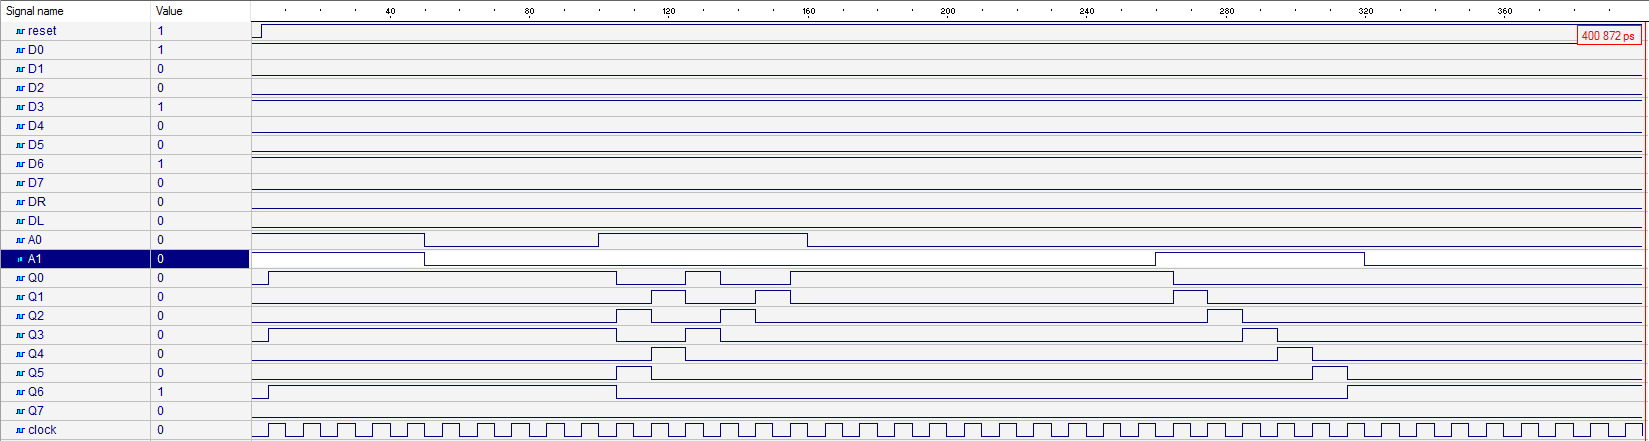 Signal name Value 40 80 120 160 200 240 280 320 360
reset 1 400 872 ps
D0 1
D1 0
D2 0
D3 1
D4 0
D5 0
D6 1
D7 0
DR 0
DL 0
A0 0
A1 0
Q0 0
Q1 0
Q2 0
Q3 0
Q4 0
Q5 0
Q6 1
Q7 0
clock 0